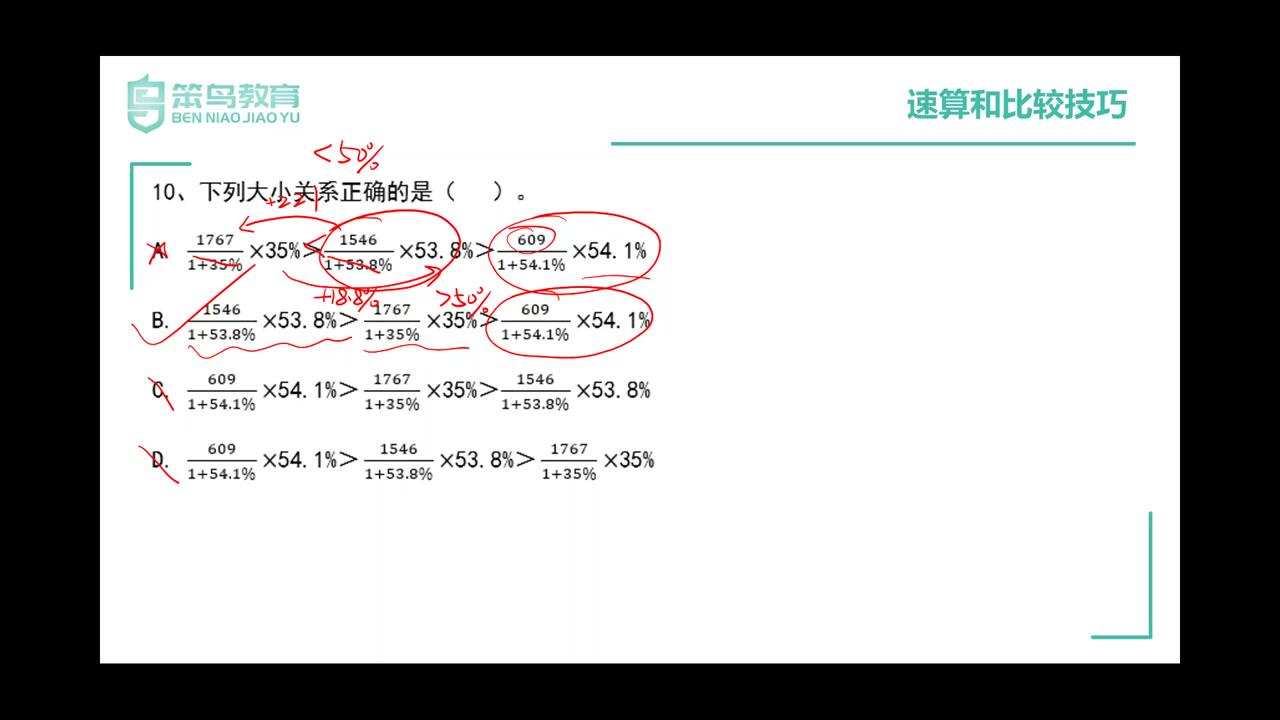 笨鸟教育
BEN NIAO JIAO YU
速算和比较技巧
<50%
10、下列大小关系正确的是（ ）。
+221
A. 1767/1+35% ×35%> 1546/1+53.8% ×53.8%> 609/1+54.1% ×54.1%
<
+18.8% >50%
B. 1546/1+53.8% ×53.8%> 1767/1+35% ×35%> 609/1+54.1% ×54.1%
C. 609/1+54.1% ×54.1%> 1767/1+35% ×35%> 1546/1+53.8% ×53.8%
D. 609/1+54.1% ×54.1%> 1546/1+53.8% ×53.8%> 1767/1+35% ×35%